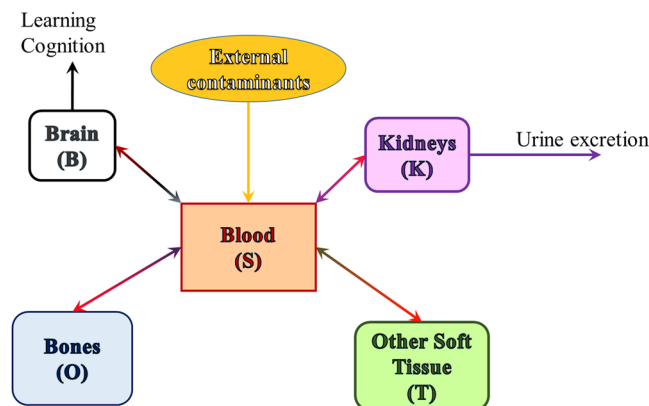 Learning
Cognition
External
contaminants
Brain
(B)
Kidneys
(K)
Urine excretion
Blood
(S)
Bones
(O)
Other Soft
Tissue
(T)